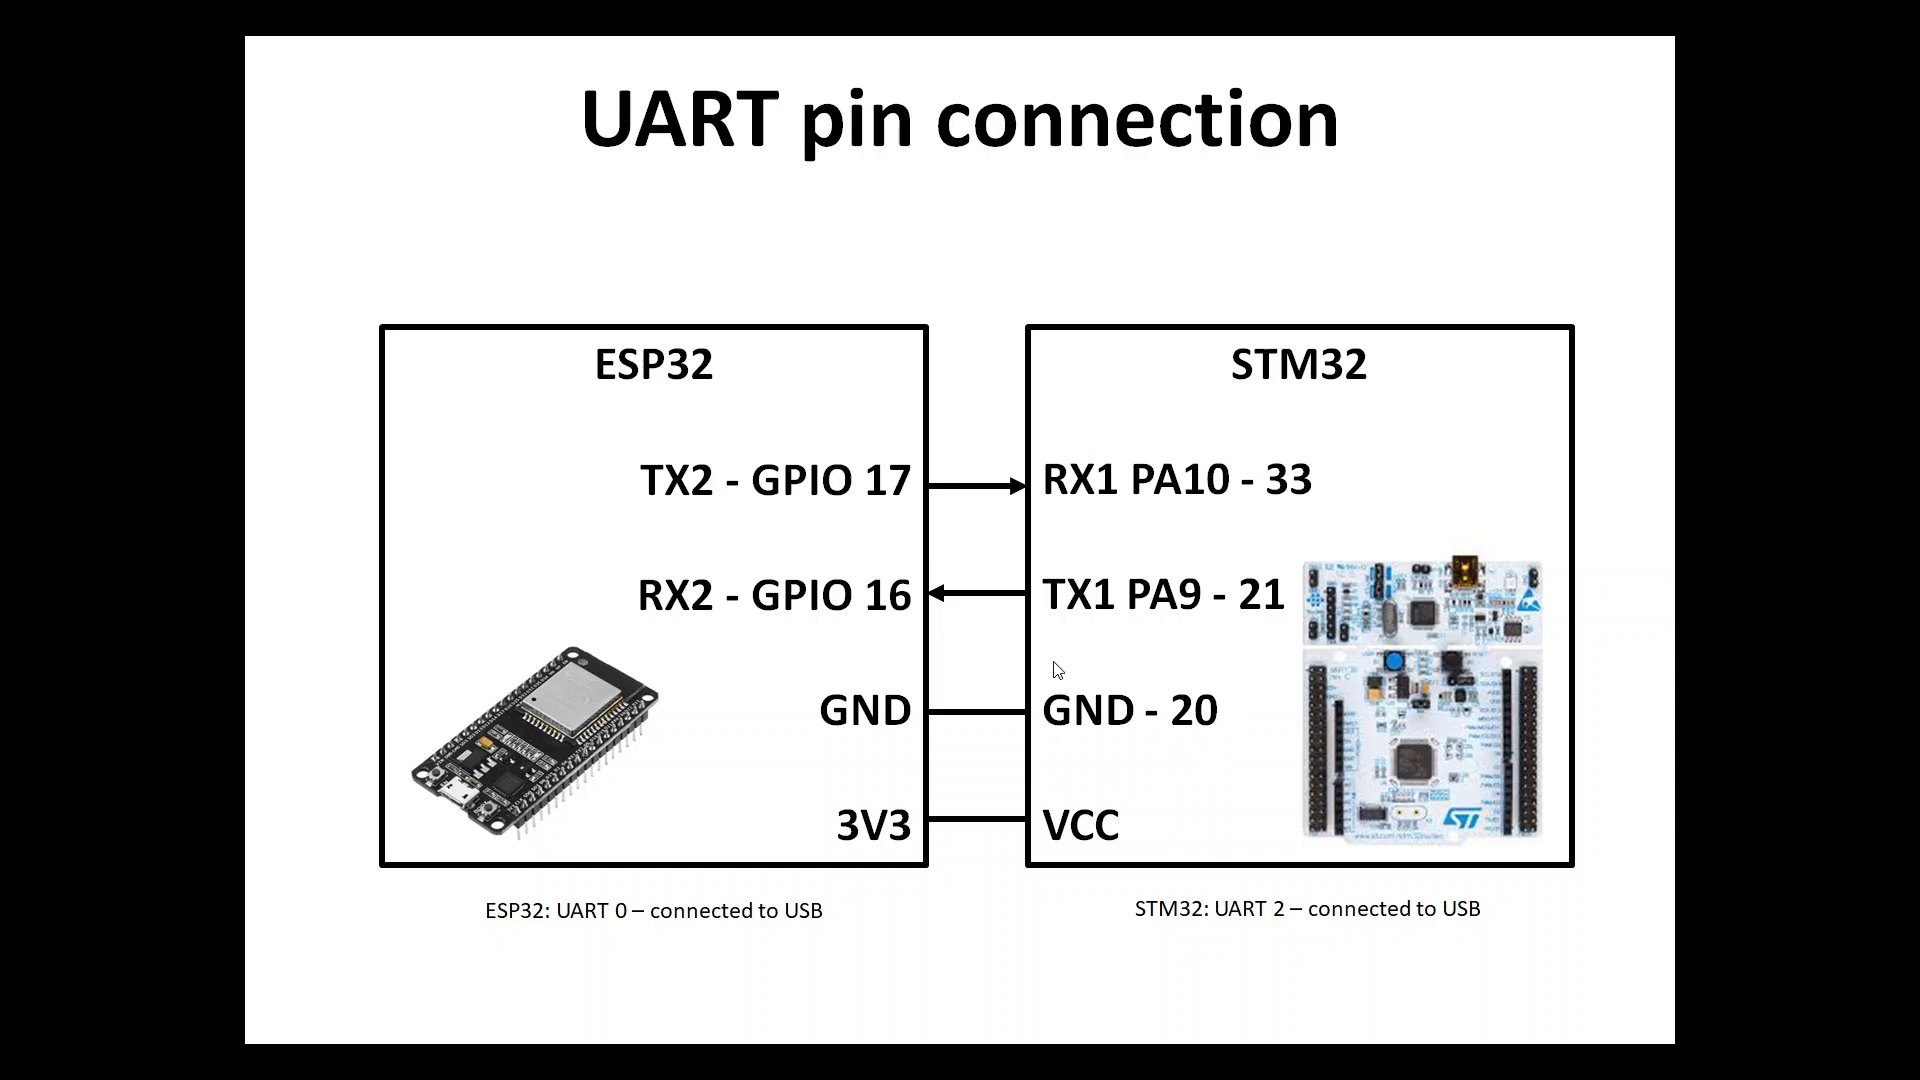 UART pin connection
ESP32
STM32
TX2 - GPIO 17
RX1 PA10 - 33
RX2 - GPIO 16
TX1 PA9 - 21
GND
GND - 20
3V3
VCC
ESP32: UART 0 – connected to USB
STM32: UART 2 – connected to USB